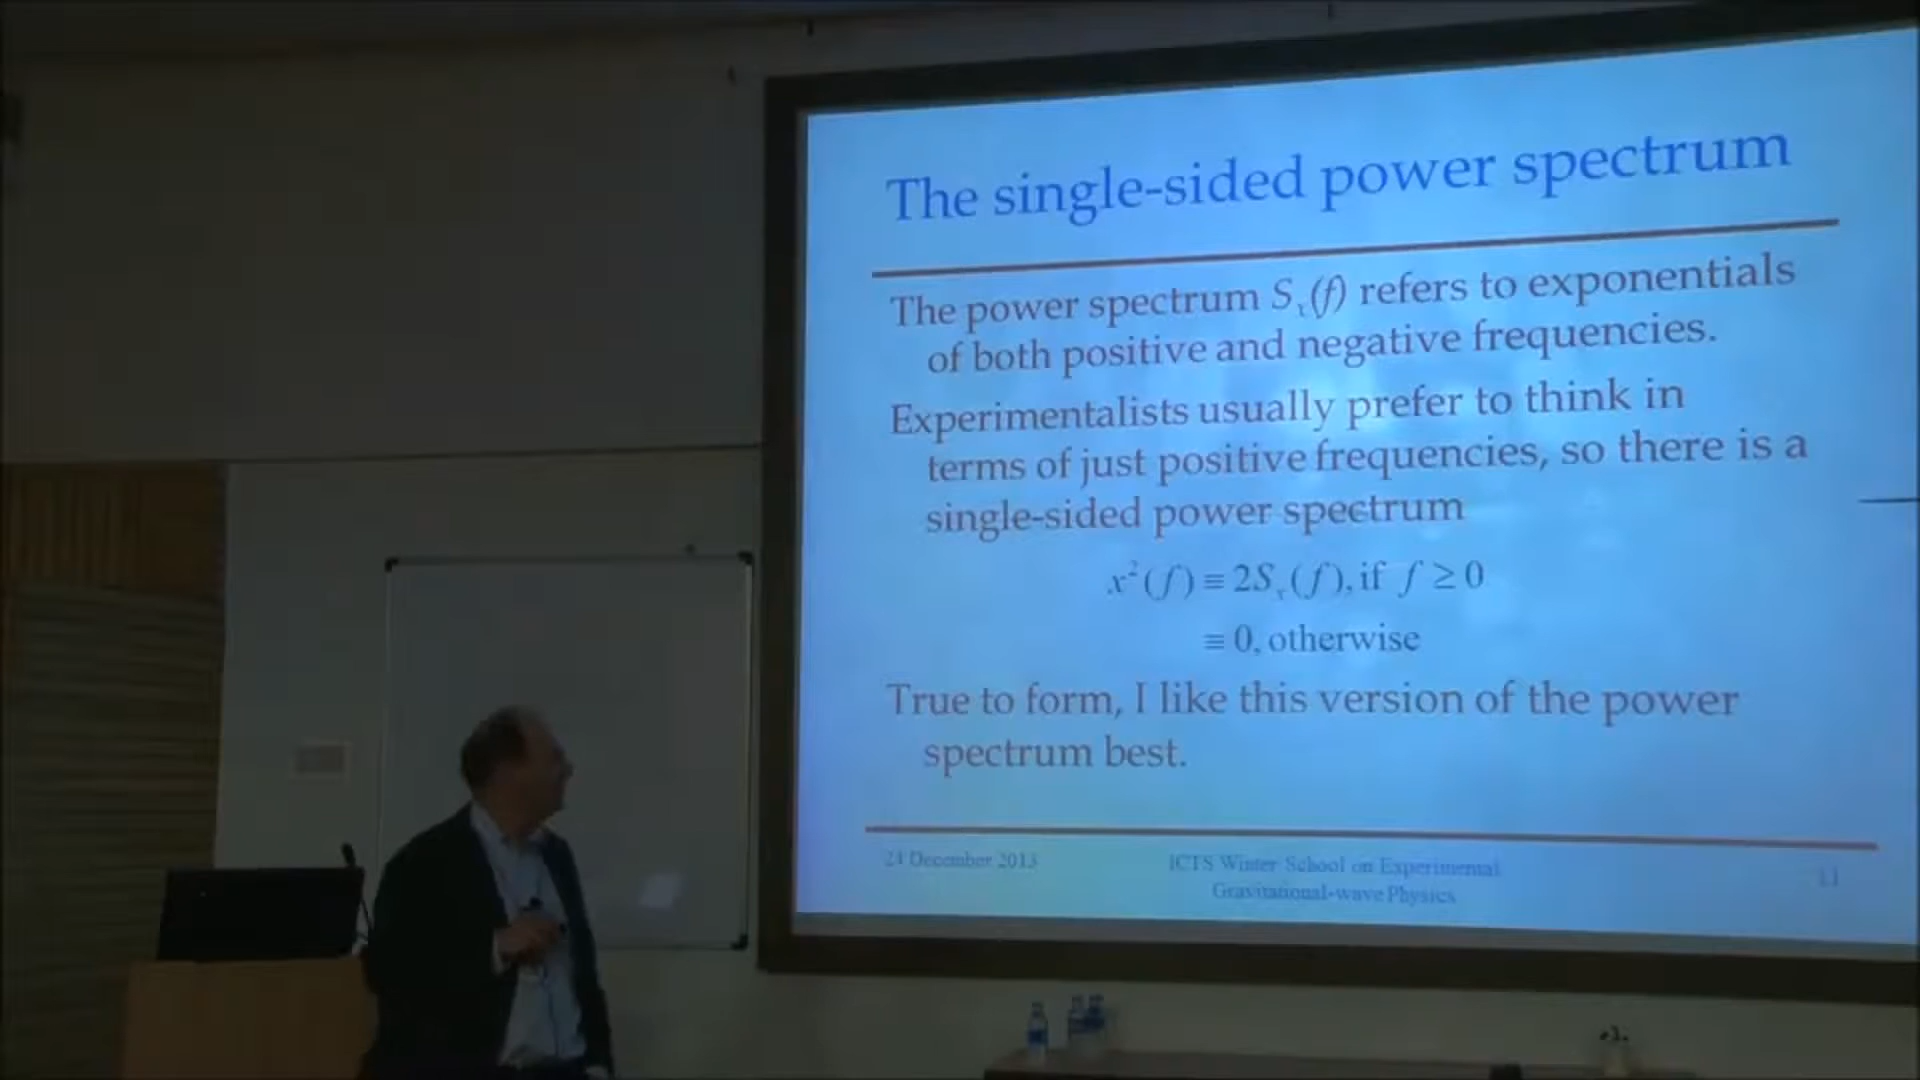 The single-sided power spectrum
The power spectrum Sₓ(f) refers to exponentials
of both positive and negative frequencies.
Experimentalists usually prefer to think in
terms of just positive frequencies, so there is a
single-sided power spectrum
x²(f) ≡ 2Sₓ(f), if f ≥ 0
≡ 0, otherwise
True to form, I like this version of the power
spectrum best.
24 December 2013
ICTS Winter School on Experimental
Gravitational-wave Physics
11